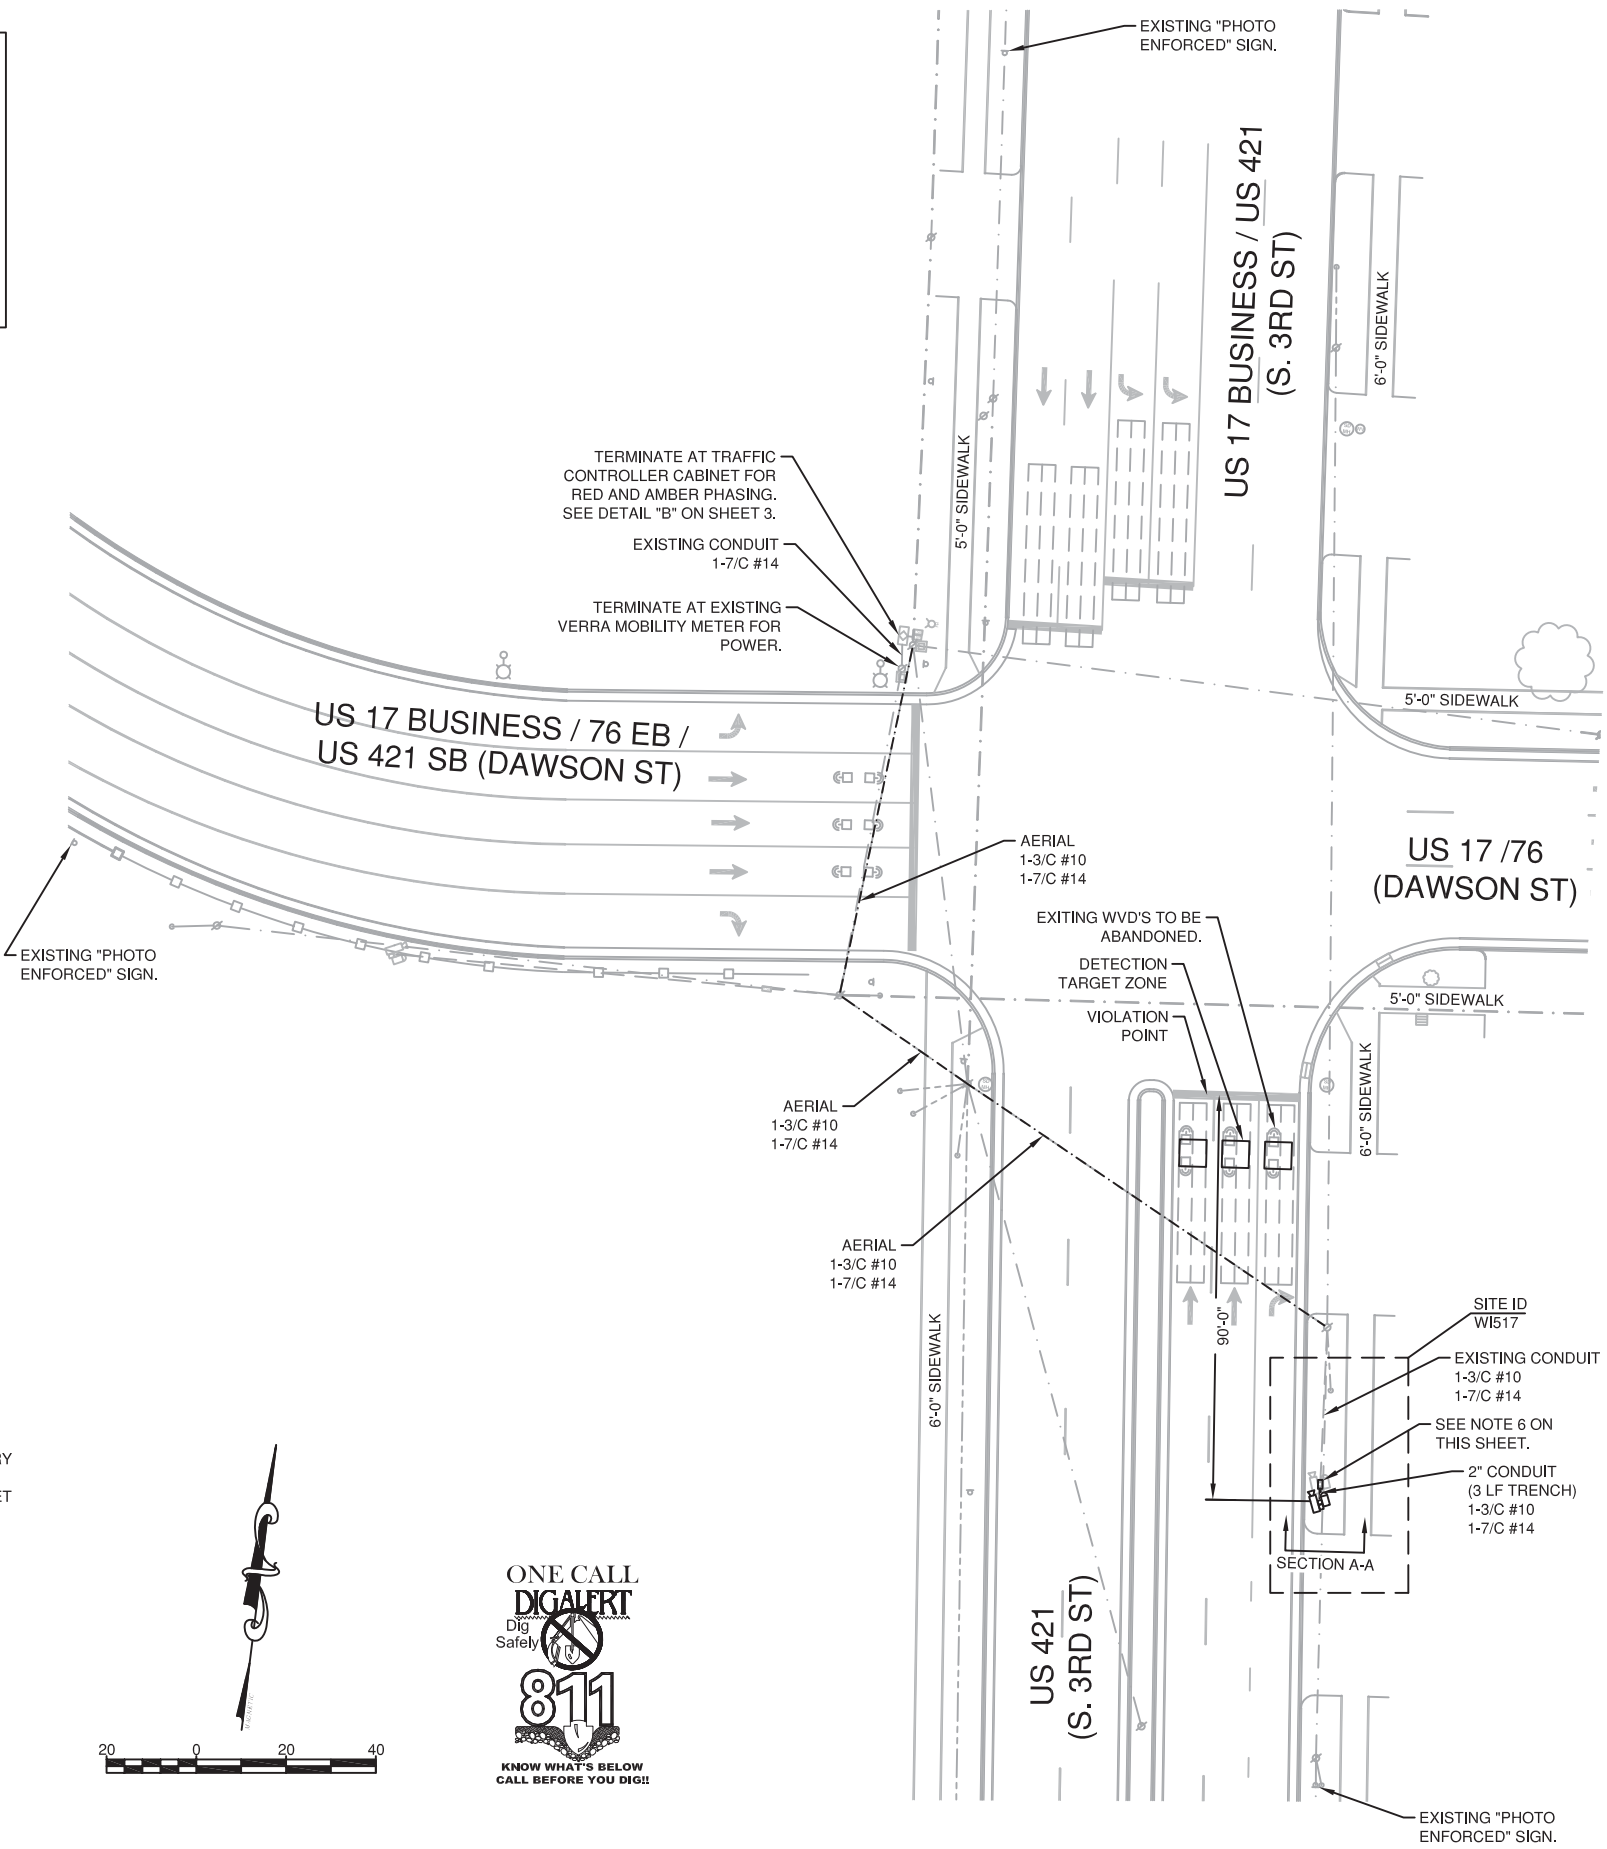 EXISTING "PHOTO
ENFORCED" SIGN.
US 17 BUSINESS / US 421
(S. 3RD ST)
6'-0" SIDEWALK
5'-0" SIDEWALK
TERMINATE AT TRAFFIC
CONTROLLER CABINET FOR
RED AND AMBER PHASING.
SEE DETAIL "B" ON SHEET 3.
EXISTING CONDUIT
1-7/C #14
TERMINATE AT EXISTING
VERRA MOBILITY METER FOR
POWER.
5'-0" SIDEWALK
US 17 BUSINESS / 76 EB /
US 421 SB (DAWSON ST)
AERIAL
1-3/C #10
1-7/C #14
US 17 /76
(DAWSON ST)
EXISTING "PHOTO
ENFORCED" SIGN.
EXITING WVD'S TO BE
ABANDONED.
DETECTION
TARGET ZONE
VIOLATION
POINT
5'-0" SIDEWALK
6'-0" SIDEWALK
AERIAL
1-3/C #10
1-7/C #14
AERIAL
1-3/C #10
1-7/C #14
90'-0"
6'-0" SIDEWALK
SITE ID
WI517
EXISTING CONDUIT
1-3/C #10
1-7/C #14
SEE NOTE 6 ON
THIS SHEET.
2" CONDUIT
(3 LF TRENCH)
1-3/C #10
1-7/C #14
SECTION A-A
RY
ET
MAGNETIC
20 0 20 40
ONE CALL
DIGALERT
Dig
Safely
811
KNOW WHAT'S BELOW
CALL BEFORE YOU DIG!!
US 421
(S. 3RD ST)
EXISTING "PHOTO
ENFORCED" SIGN.